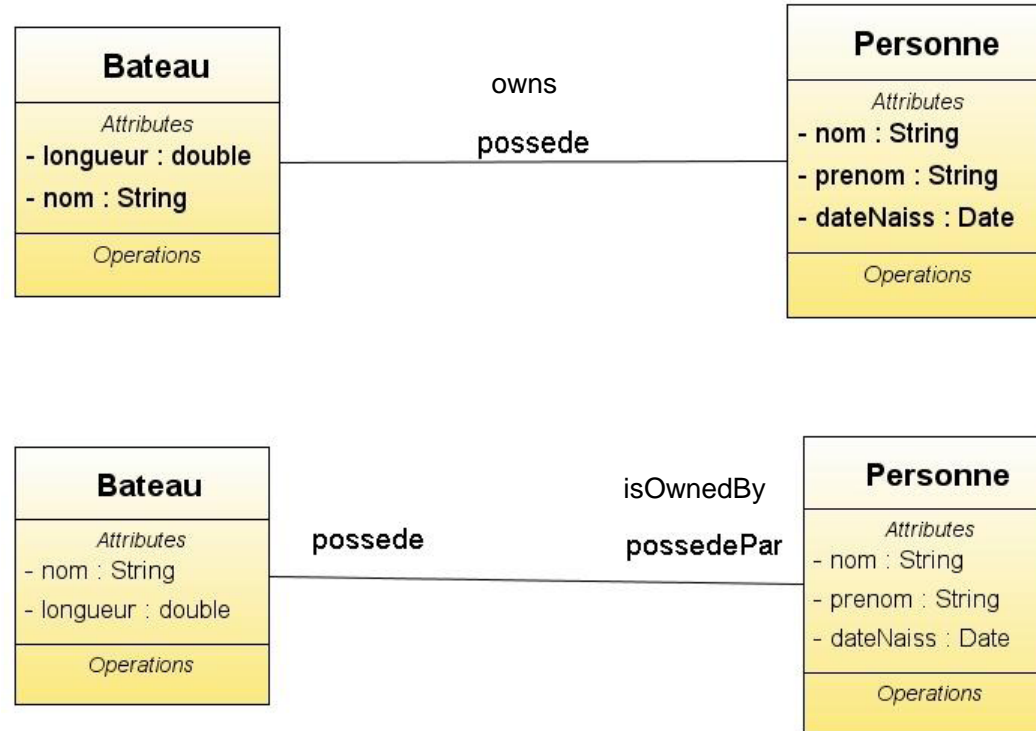 Bateau
Attributes
- longueur : double
- nom : String
Operations
owns
possede
Personne
Attributes
- nom : String
- prenom : String
- dateNaiss : Date
Operations
Bateau
Attributes
- nom : String
- longueur : double
Operations
possede
isOwnedBy
possedePar
Personne
Attributes
- nom : String
- prenom : String
- dateNaiss : Date
Operations